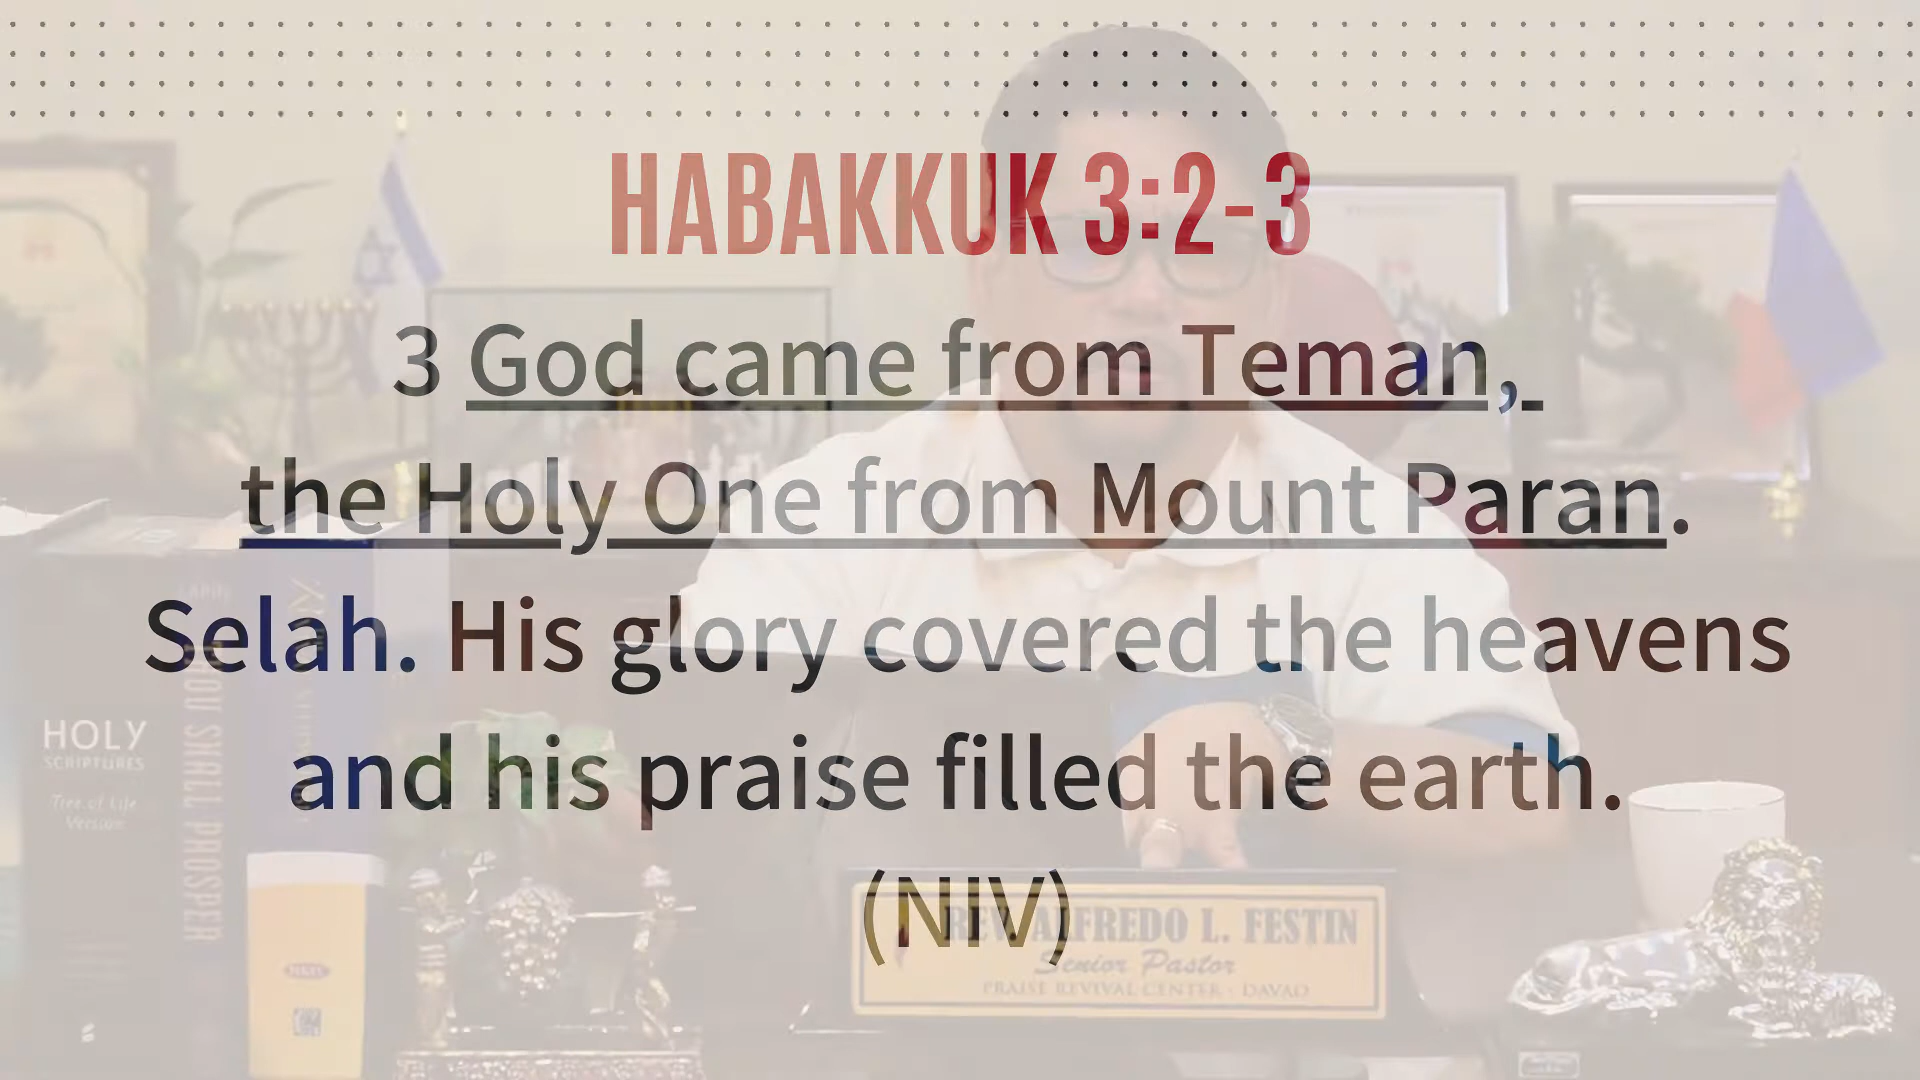 HABAKKUK 3:2-3
3 God came from Teman,
the Holy One from Mount Paran.
Selah. His glory covered the heavens
and his praise filled the earth.
(NIV)
HOLY
SCRIPTURES
Tree of Life
Version
THOU SHALL PROSPER
REV. ALFREDO L. FESTIN
Senior Pastor
PRAISE REVIVAL CENTER - DAVAO